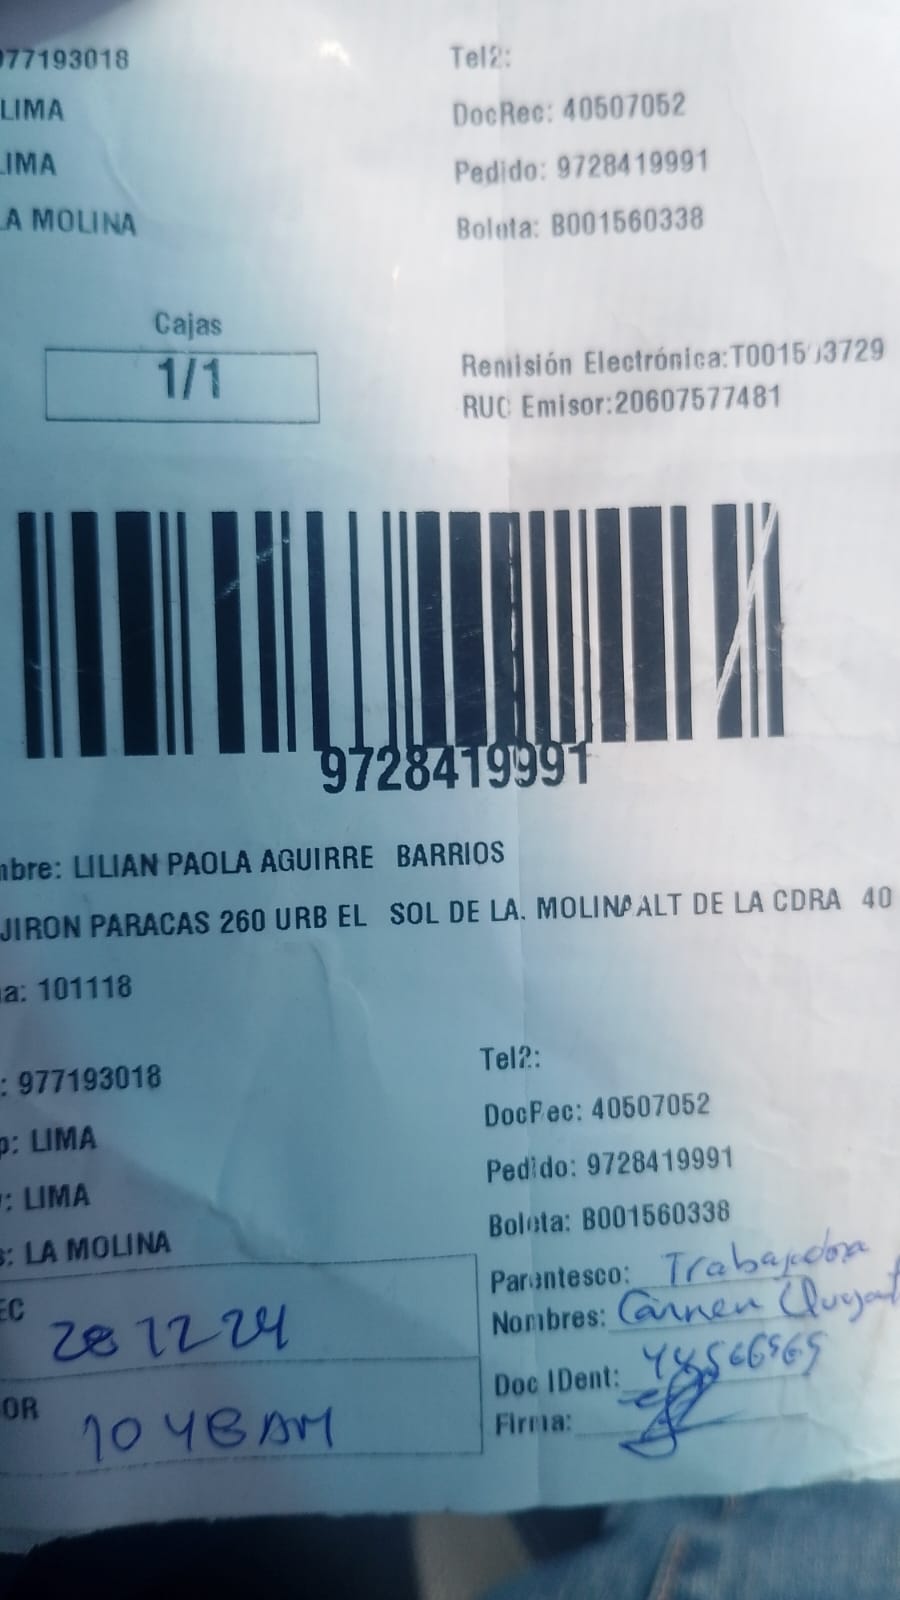 977193018 Tel2:
LIMA DocRec: 40507052
LIMA Pedido: 9728419991
LA MOLINA Boleta: B001560338
Cajas
1/1
Remisión Electrónica:
RUC Emisor:20607577481
9728419991
mbre: LILIAN PAOLA AGUIRRE BARRIOS
JIRON PARACAS 260 URB EL SOL DE LA. MOLINA ALT DE LA CDRA 40
a: 101118
Tel2:
: 977193018
DocRec: 40507052
p: LIMA
Pedido: 9728419991
: LIMA
Boleta: B001560338
s: LA MOLINA
Parentesco: Trabajadora
EC
Nombres: Carmen
28 12 24
Doc IDent:
OR
Firma:
10 48 AM